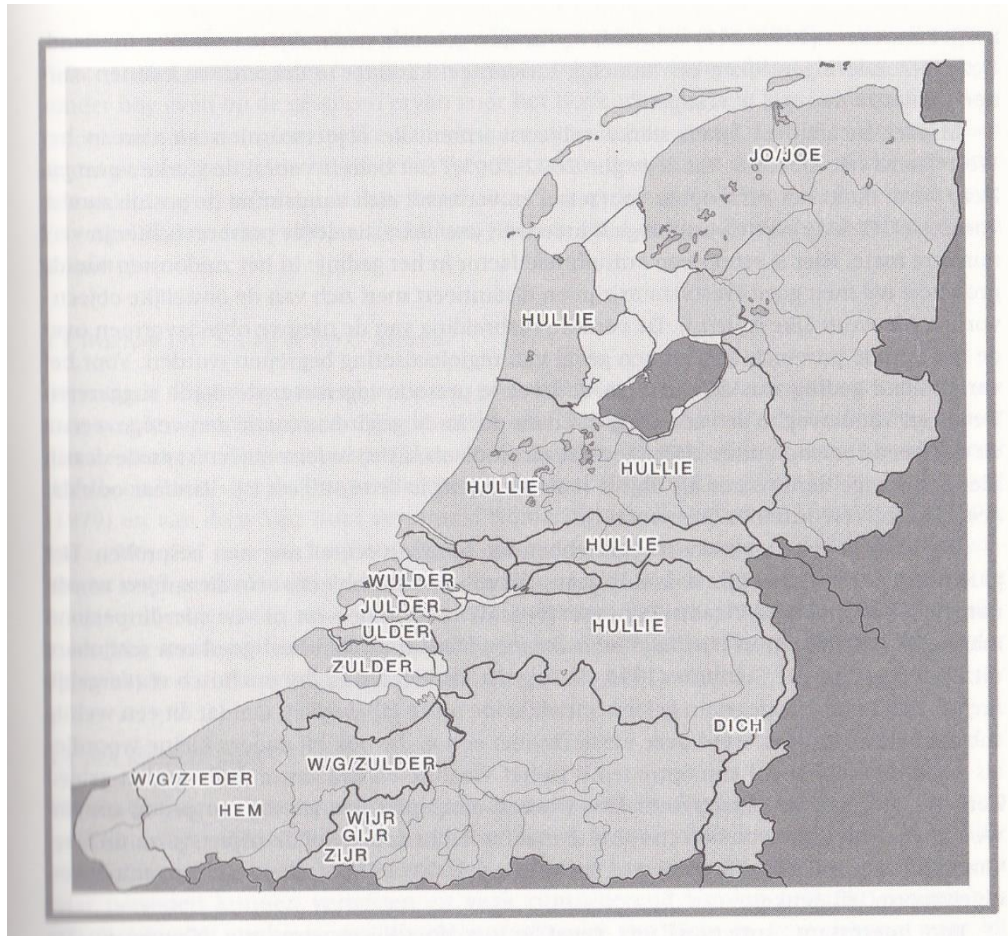 JO/JOE
HULLIE
HULLIE
HULLIE
HULLIE
WULDER
JULDER
ULDER
HULLIE
ZULDER
DICH
W/G/ZIEDER
W/G/ZULDER
HEM
WIJR
GIJR
ZIJR